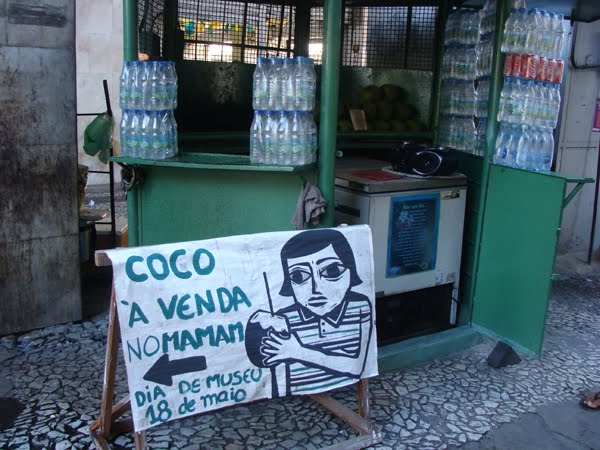 COCO
À VENDA
NO MAMAM
DIA DE MUSEU
18 de maio